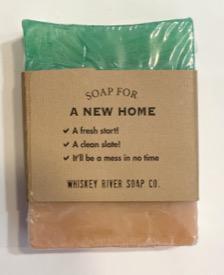 SOAP FOR
A NEW HOME
✓ A fresh start!
✓ A clean slate!
✓ It'll be a mess in no time
WHISKEY RIVER SOAP CO.